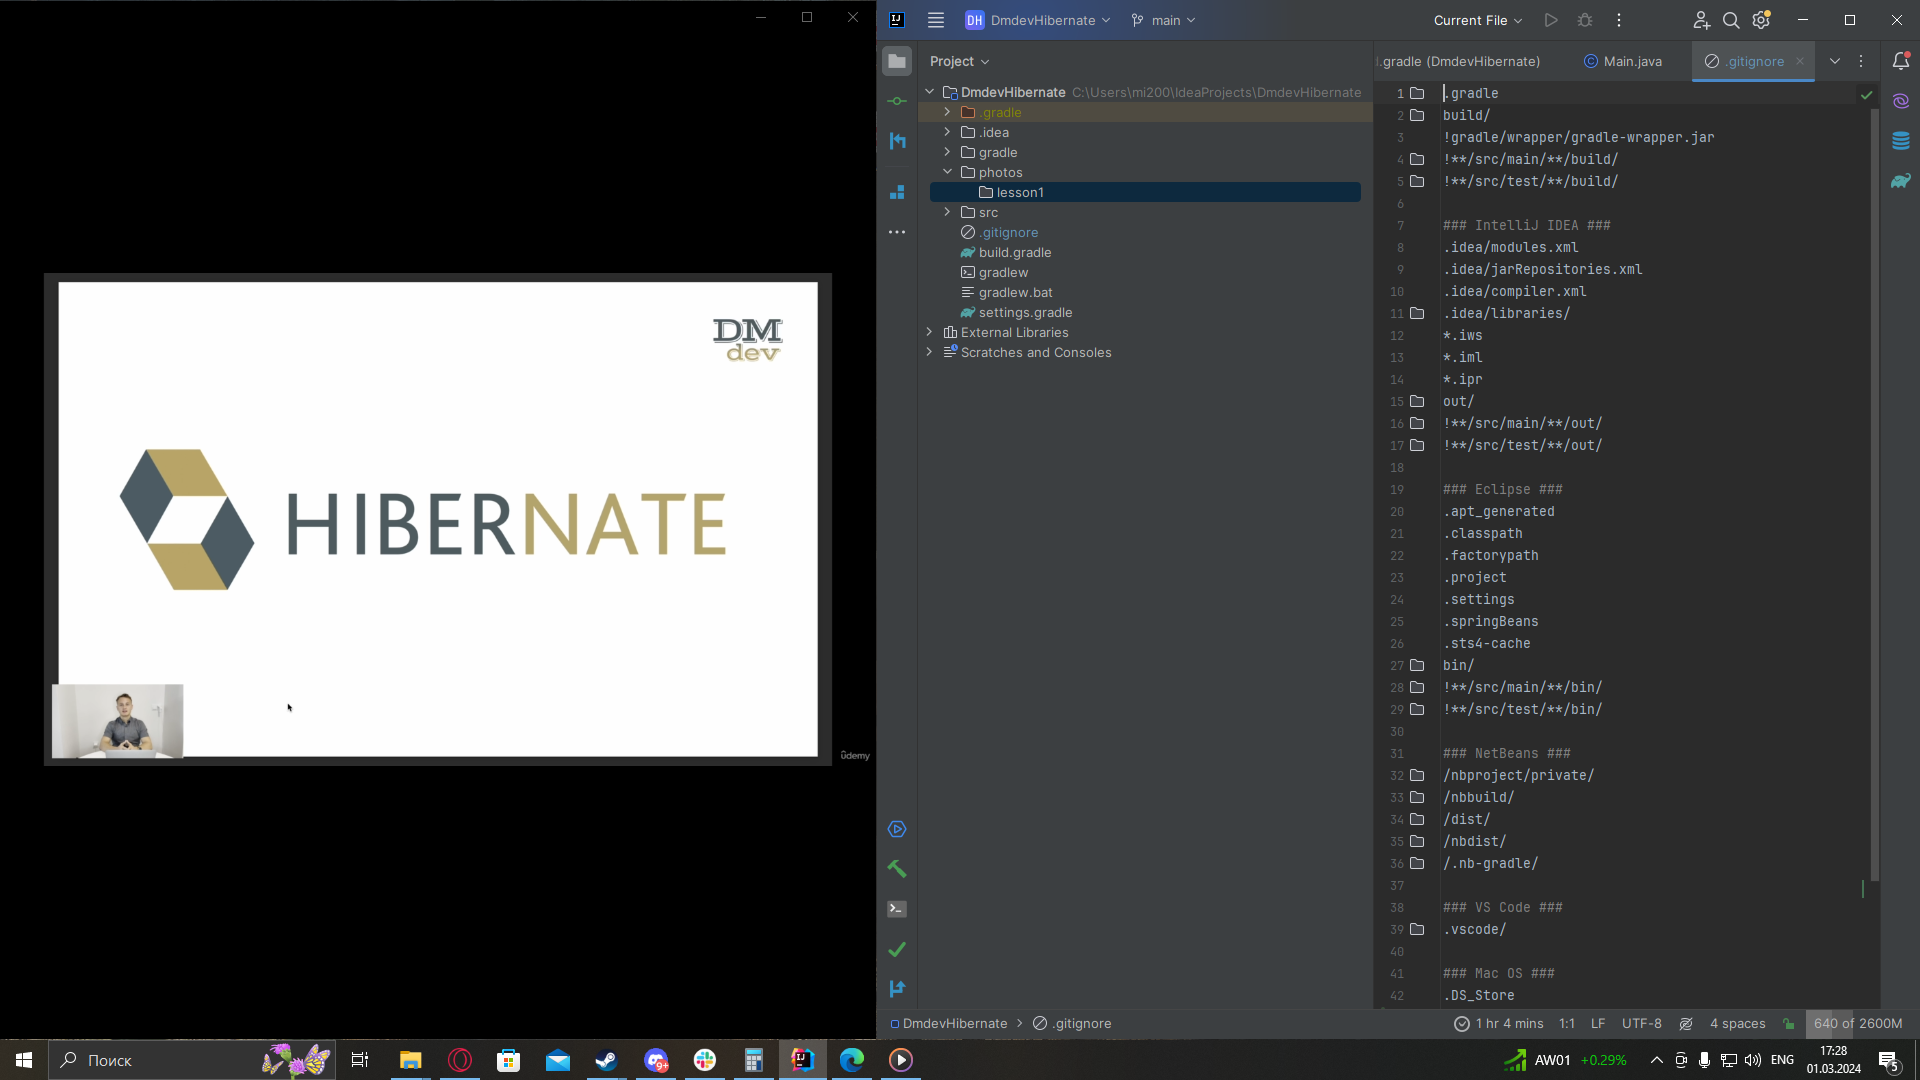 DM
dev
HIBERNATE
ûdemy
DH DmdevHibernate main Current File
Project
DmdevHibernate C:\Users\mi200\IdeaProjects\DmdevHibernate
.gradle
.idea
gradle
photos
lesson1
src
.gitignore
build.gradle
gradlew
gradlew.bat
settings.gradle
External Libraries
Scratches and Consoles
.gradle (DmdevHibernate) Main.java .gitignore
1 .gradle
2 build/
3 !gradle/wrapper/gradle-wrapper.jar
4 !**/src/main/**/build/
5 !**/src/test/**/build/
6
7 ### IntelliJ IDEA ###
8 .idea/modules.xml
9 .idea/jarRepositories.xml
10 .idea/compiler.xml
11 .idea/libraries/
12 *.iws
13 *.iml
14 *.ipr
15 out/
16 !**/src/main/**/out/
17 !**/src/test/**/out/
18
19 ### Eclipse ###
20 .apt_generated
21 .classpath
22 .factorypath
23 .project
24 .settings
25 .springBeans
26 .sts4-cache
27 bin/
28 !**/src/main/**/bin/
29 !**/src/test/**/bin/
30
31 ### NetBeans ###
32 /nbproject/private/
33 /nbbuild/
34 /dist/
35 /nbdist/
36 /.nb-gradle/
37
38 ### VS Code ###
39 .vscode/
40
41 ### Mac OS ###
42 .DS_Store
DmdevHibernate .gitignore 1 hr 4 mins 1:1 LF UTF-8 4 spaces 640 of 2600M
Поиск 9+ AW01 +0.29% ENG 17:28
01.03.2024 5